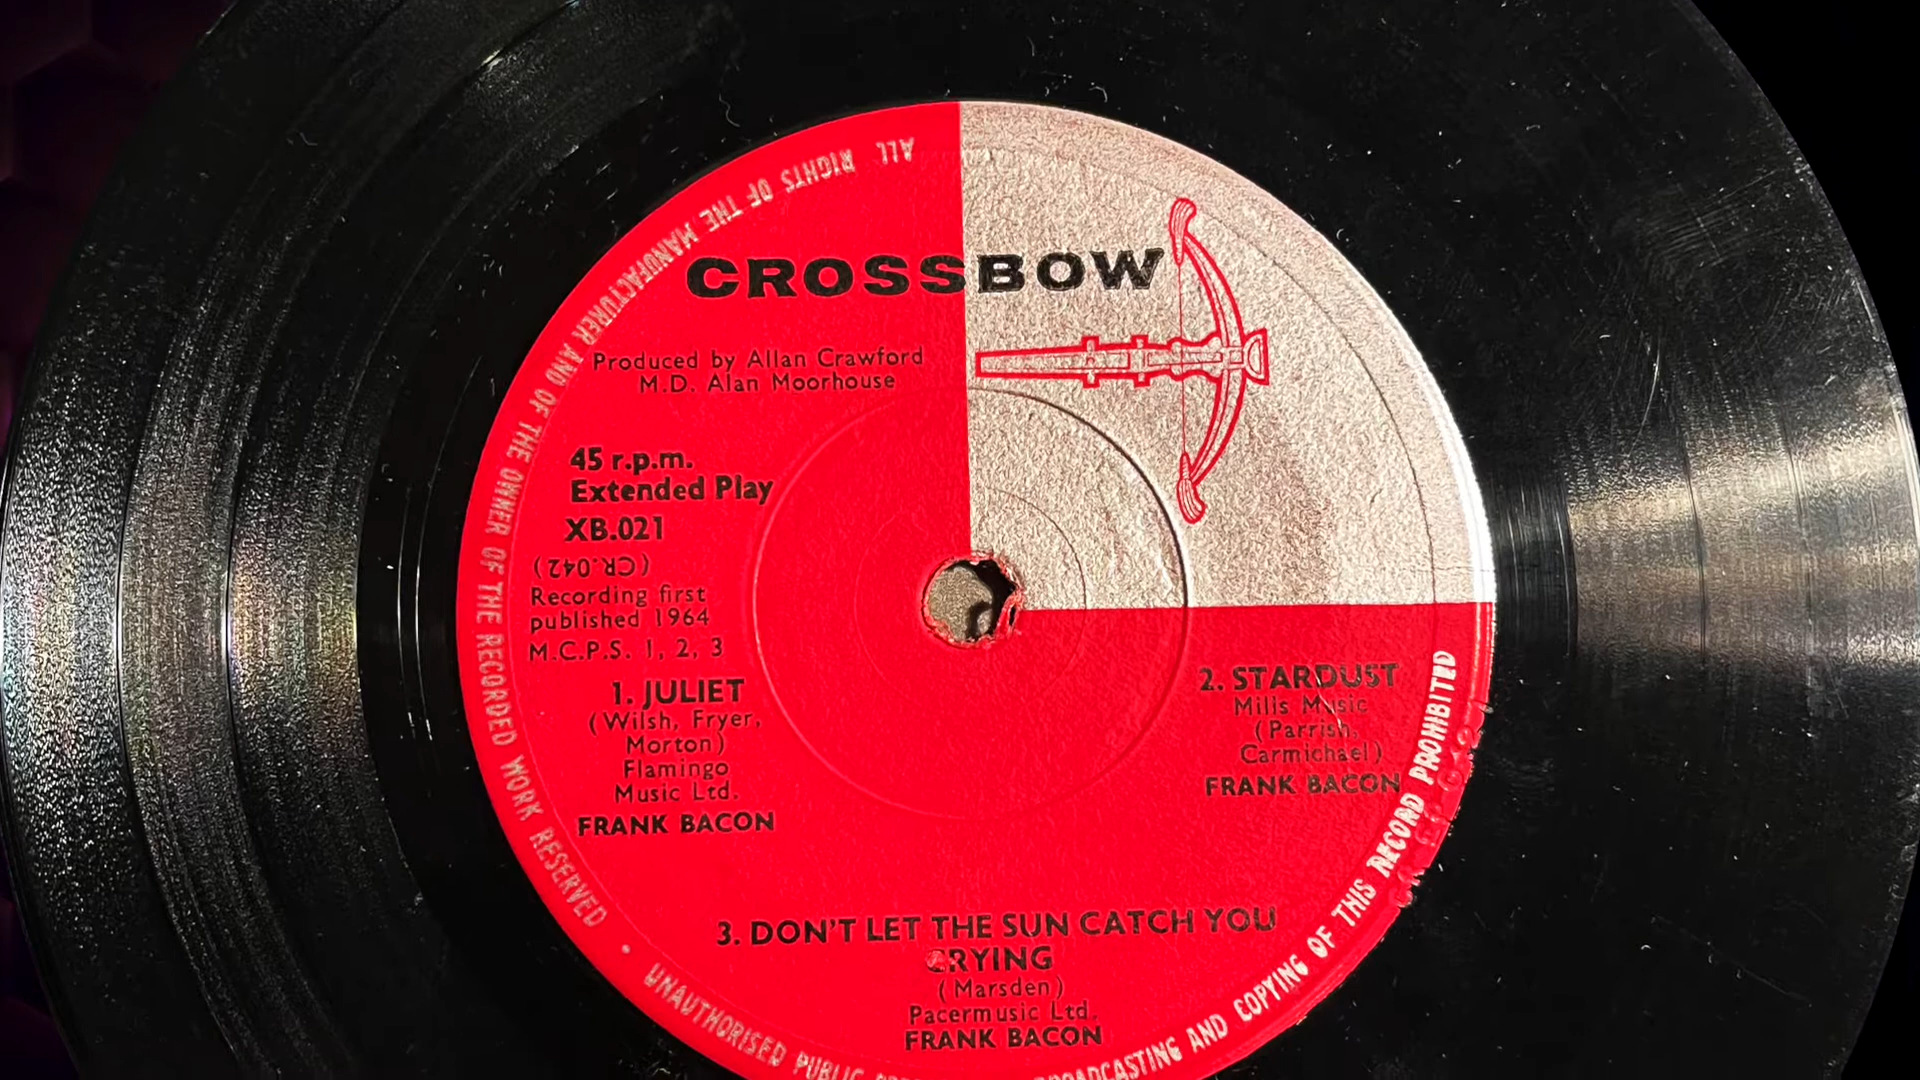 CROSSBOW
Produced by Allan Crawford
M.D. Alan Moorhouse
45 r.p.m.
Extended Play
XB.021
(CR.042)
Recording first
published 1964
M.C.P.S. 1, 2, 3
1. JULIET
(Wilsh, Fryer,
Morton)
Flamingo
Music Ltd.
FRANK BACON
2. STARDUST
Mills Music
(Parrish,
Carmichael)
FRANK BACON
3. DON'T LET THE SUN CATCH YOU
CRYING
(Marsden)
Pacermusic Ltd.
FRANK BACON
ALL RIGHTS OF THE MANUFACTURER AND OF THE OWNER OF THE RECORDED WORK RESERVED • UNAUTHORISED PUBLIC BROADCASTING AND COPYING OF THIS RECORD PROHIBITED